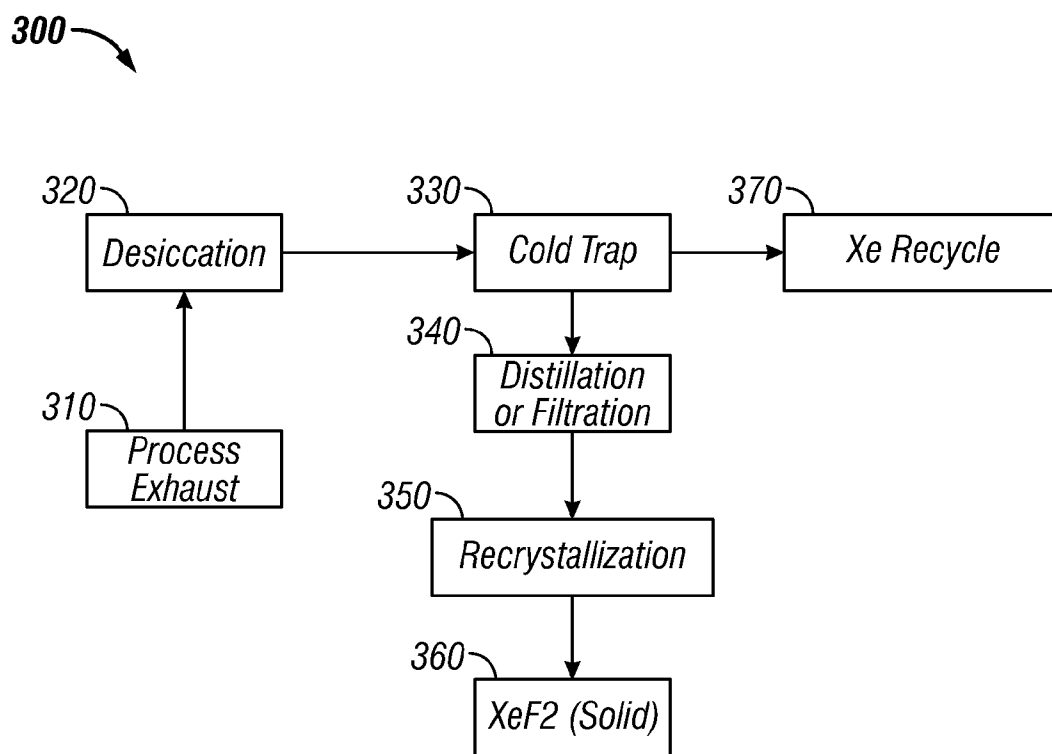 300
320
330
370
Desiccation
Cold Trap
Xe Recycle
340
Distillation
or Filtration
310
Process
Exhaust
350
Recrystallization
360
XeF2 (Solid)